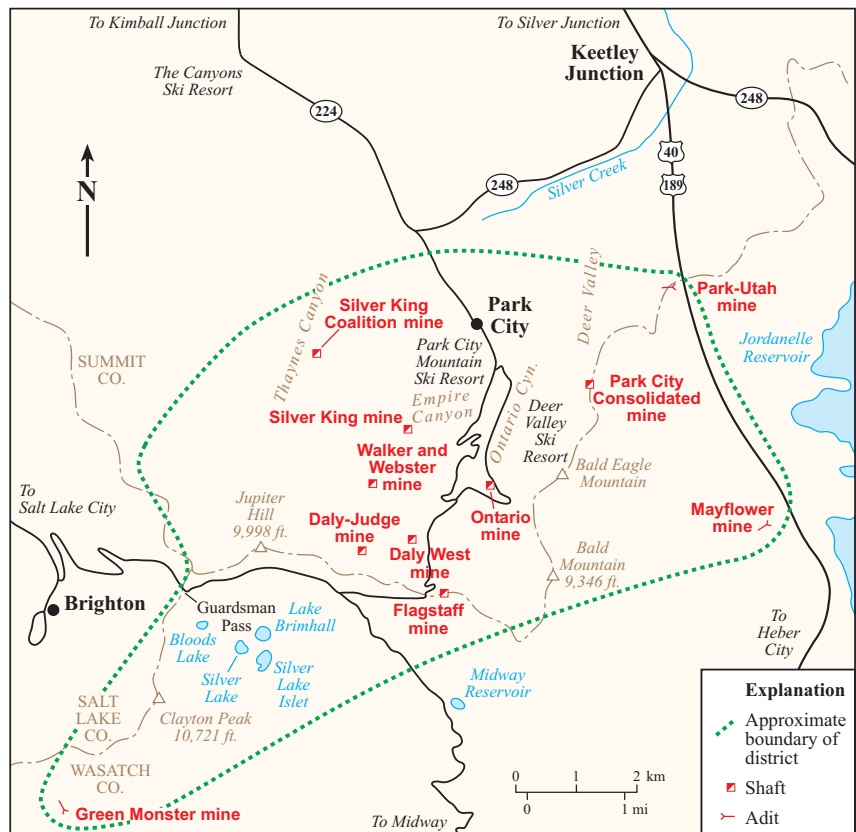 To Kimball Junction
To Silver Junction
The Canyons
Ski Resort
Keetley
Junction
224
248
40
189
248
Silver Creek
N
Thaynes Canyon
Deer Valley
Park-Utah
mine
Silver King
Coalition mine
Park
City
Jordanelle
Reservoir
SUMMIT
CO.
Park City
Mountain
Ski Resort
Empire
Canyon
Ontario Cyn.
Park City
Consolidated
mine
Silver King mine
Deer
Valley
Ski
Resort
Walker and
Webster
mine
Bald Eagle
Mountain
To
Salt Lake City
Jupiter
Hill
9,998 ft.
Daly-Judge
mine
Ontario
mine
Mayflower
mine
Daly West
mine
Bald
Mountain
9,346 ft.
Brighton
Guardsman
Pass
Flagstaff
mine
Lake
Brimhall
Bloods
Lake
Silver
Lake
Silver
Lake
Islet
To
Heber
City
Midway
Reservoir
SALT
LAKE
CO.
Clayton Peak
10,721 ft.
WASATCH
CO.
Green Monster mine
To Midway
0 1 2 km
0 1 mi
Explanation
Approximate
boundary of
district
Shaft
Adit